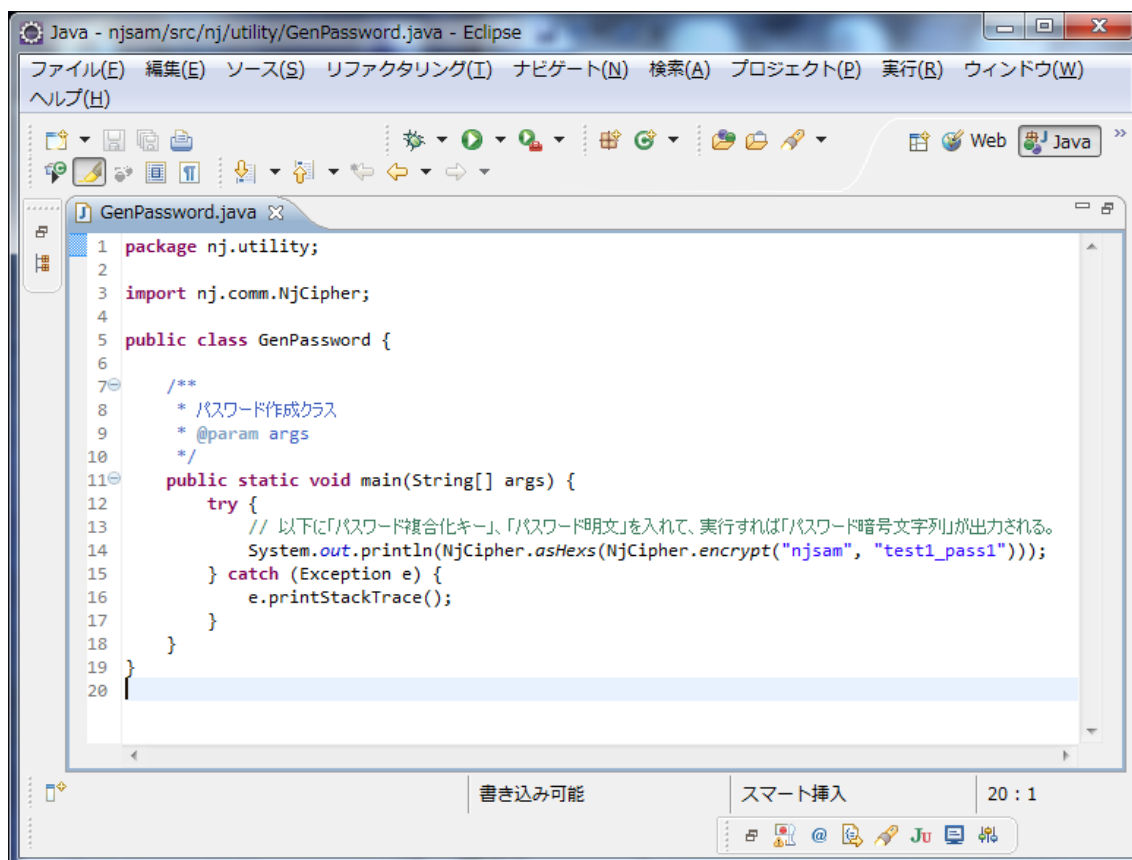 Java - njsam/src/nj/utility/GenPassword.java - Eclipse
ファイル(F) 編集(E) ソース(S) リファクタリング(T) ナビゲート(N) 検索(A) プロジェクト(P) 実行(R) ウィンドウ(W)
ヘルプ(H)
Web Java »
GenPassword.java
1 package nj.utility;
2
3 import nj.comm.NjCipher;
4
5 public class GenPassword {
6
7 /**
8 * パスワード作成クラス
9 * @param args
10 */
11 public static void main(String[] args) {
12 try {
13 // 以下に「パスワード複合化キー」、「パスワード明文」を入れて、実行すれば「パスワード暗号文字列」が出力される。
14 System.out.println(NjCipher.asHexs(NjCipher.encrypt("njsam", "test1_pass1")));
15 } catch (Exception e) {
16 e.printStackTrace();
17 }
18 }
19 }
20
書き込み可能 スマート挿入 20 : 1
@ Ju